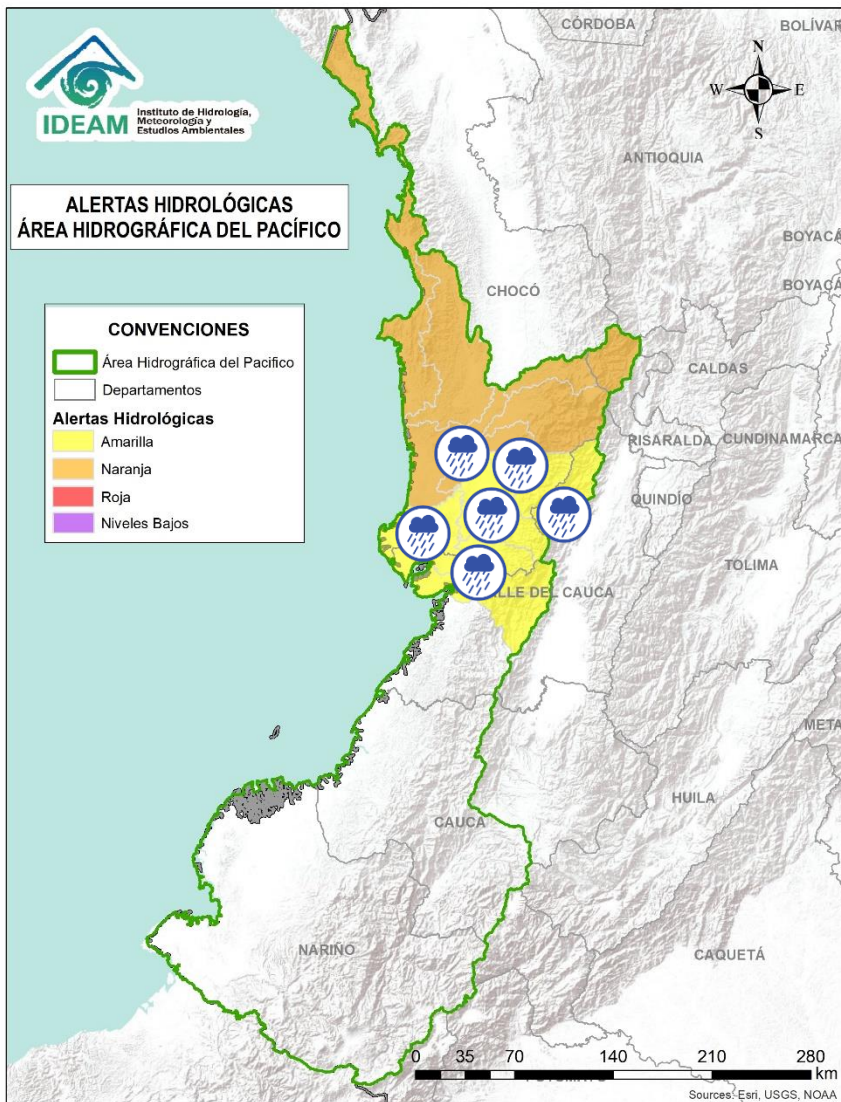 CÓRDOBA
BOLÍVAR
IDEAM
Instituto de Hidrología,
Meteorología y
Estudios Ambientales
N
W
E
S
ANTIOQUIA
ALERTAS HIDROLÓGICAS
ÁREA HIDROGRÁFICA DEL PACÍFICO
BOYACÁ
BOYACÁ
CHOCÓ
CONVENCIONES
Área Hidrográfica del Pacifico
Departamentos
Alertas Hidrológicas
Amarilla
Naranja
Roja
Niveles Bajos
CALDAS
RISARALDA
CUNDINAMARCA
QUINDÍO
TOLIMA
ALLE DEL CAUCA
META
HUILA
CAUCA
NARIÑO
CAQUETÁ
0 35 70 140 210 280
km
Sources: Esri, USGS, NOAA